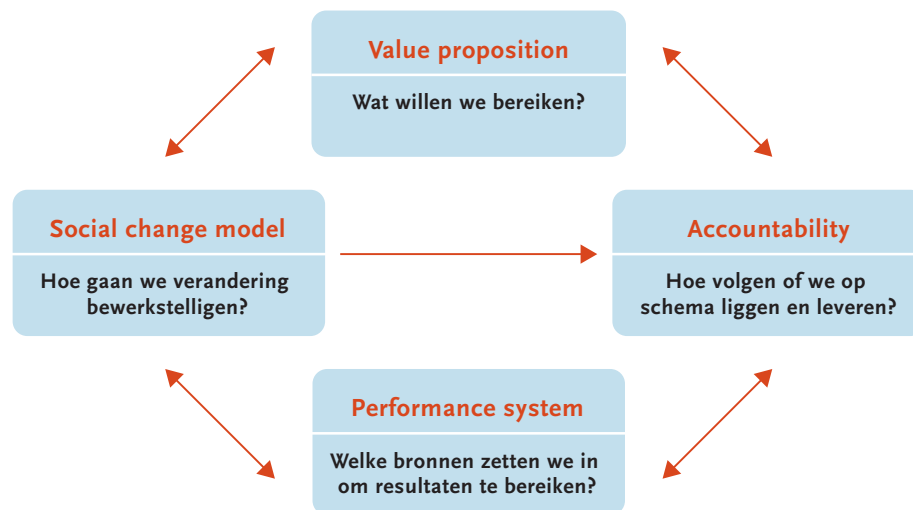 Value proposition
Wat willen we bereiken?
Social change model
Hoe gaan we verandering
bewerkstelligen?
Accountability
Hoe volgen of we op
schema liggen en leveren?
Performance system
Welke bronnen zetten we in
om resultaten te bereiken?